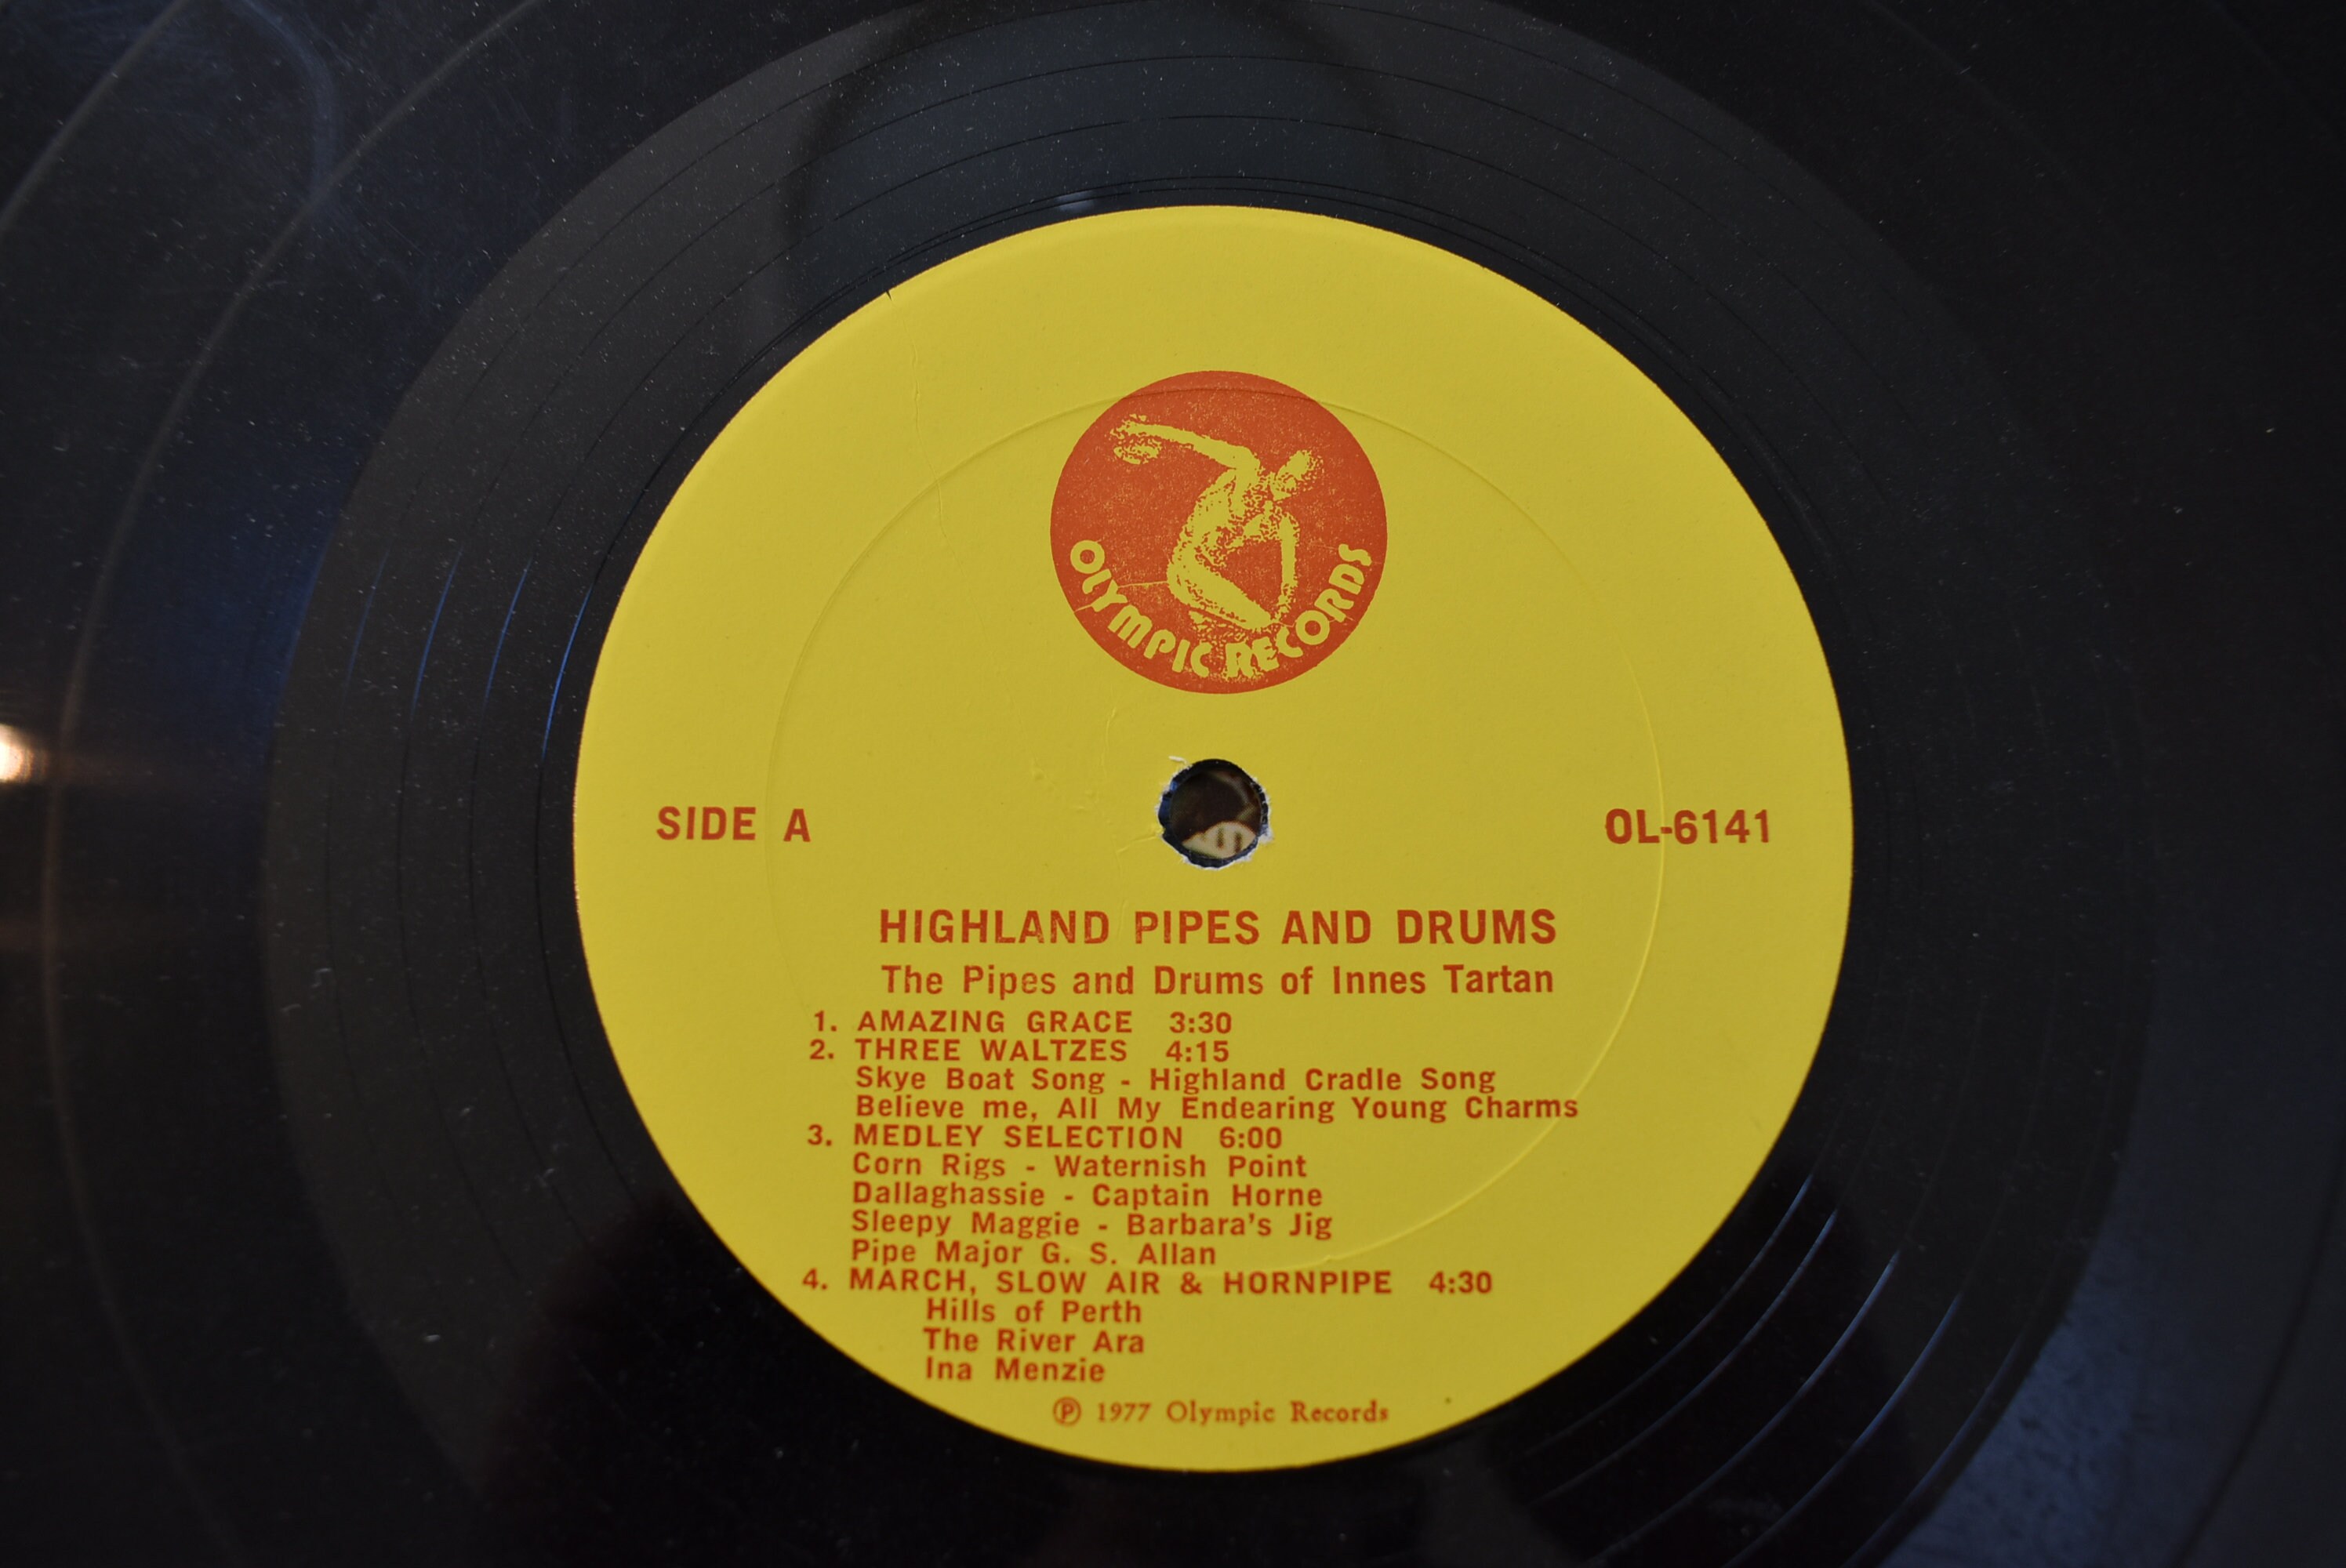 OLYMPIC RECORDS
SIDE A
OL-6141
HIGHLAND PIPES AND DRUMS
The Pipes and Drums of Innes Tartan
1. AMAZING GRACE 3:30
2. THREE WALTZES 4:15
Skye Boat Song - Highland Cradle Song
Believe me, All My Endearing Young Charms
3. MEDLEY SELECTION 6:00
Corn Rigs - Waternish Point
Dallaghassie - Captain Horne
Sleepy Maggie - Barbara's Jig
Pipe Major G. S. Allan
4. MARCH, SLOW AIR & HORNPIPE 4:30
Hills of Perth
The River Ara
Ina Menzie
℗ 1977 Olympic Records